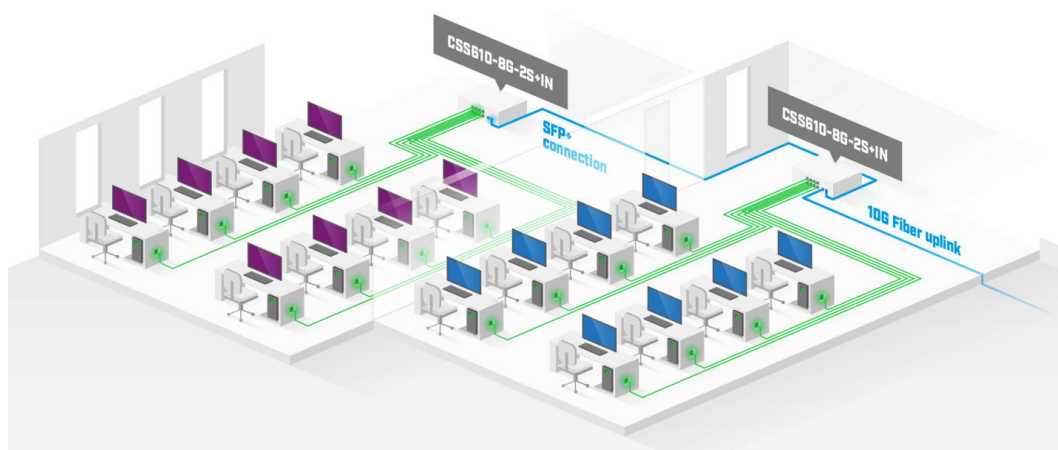 CSS610-8G-2S+IN
SFP+
connection
CSS610-8G-2S+IN
10G Fiber uplink